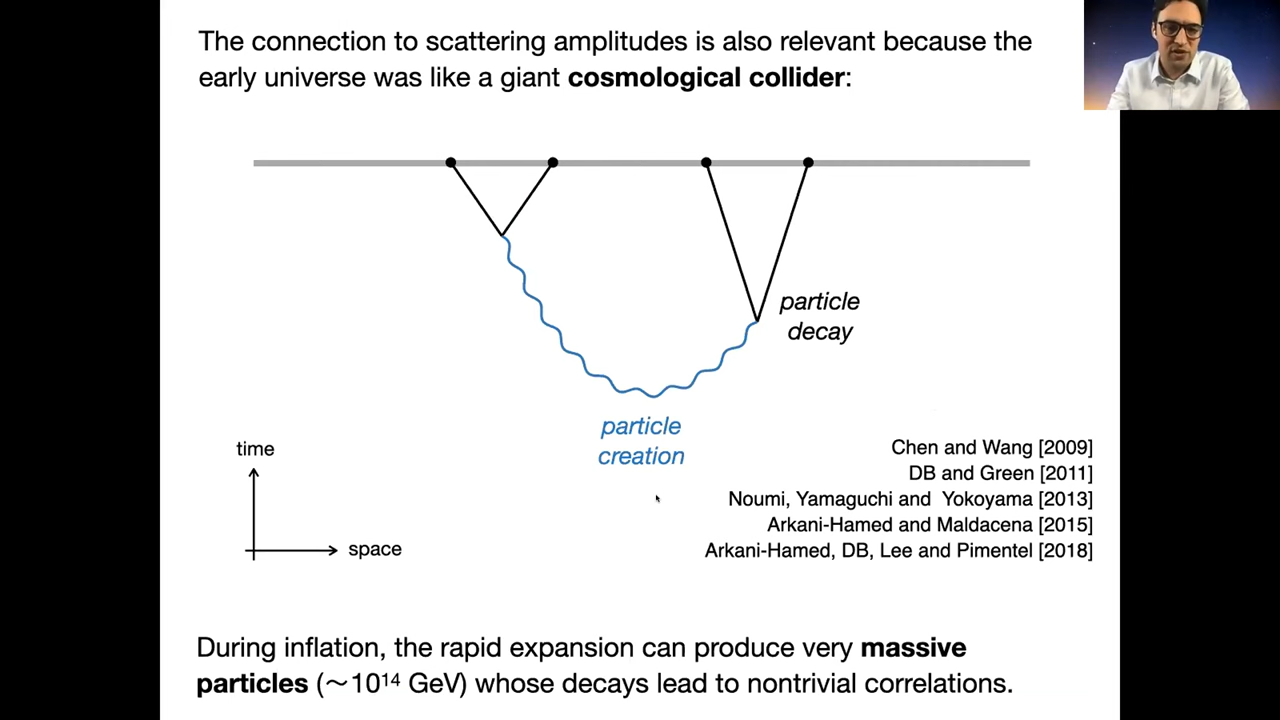 The connection to scattering amplitudes is also relevant because the
early universe was like a giant cosmological collider:
particle
decay
particle
creation
time
space
Chen and Wang [2009]
DB and Green [2011]
Noumi, Yamaguchi and Yokoyama [2013]
Arkani-Hamed and Maldacena [2015]
Arkani-Hamed, DB, Lee and Pimentel [2018]
During inflation, the rapid expansion can produce very massive
particles (∼10¹⁴ GeV) whose decays lead to nontrivial correlations.